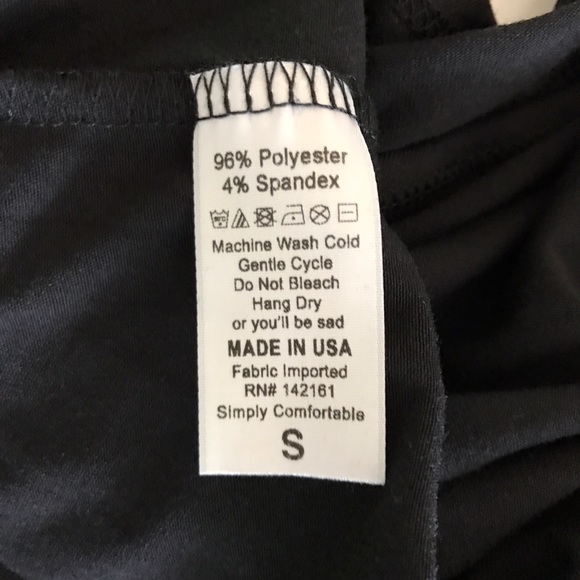 96% Polyester
4% Spandex
Machine Wash Cold
Gentle Cycle
Do Not Bleach
Hang Dry
or you'll be sad
MADE IN USA
Fabric Imported
RN# 142161
Simply Comfortable
S